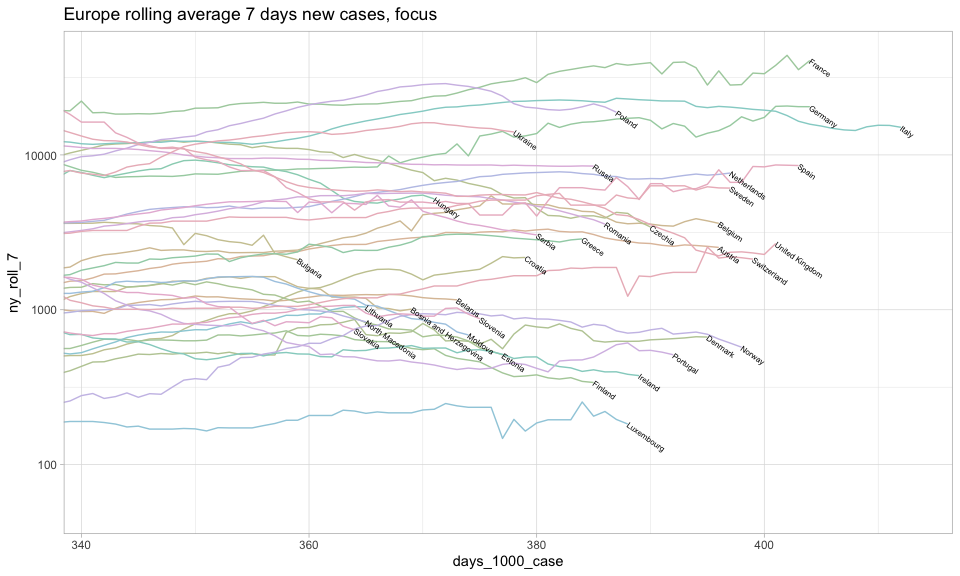 Europe rolling average 7 days new cases, focus
ny_roll_7
10000
1000
100
France
Germany
Italy
Poland
Ukraine
Spain
Russia
Netherlands
Sweden
Hungary
Romania
Czechia
Belgium
Serbia
Greece
Austria
United Kingdom
Switzerland
Croatia
Bulgaria
Belarus
Slovenia
Lithuania
Bosnia and Herzegovina
North Macedonia
Slovakia
Moldova
Estonia
Denmark
Norway
Portugal
Ireland
Finland
Luxembourg
340
360
380
400
days_1000_case